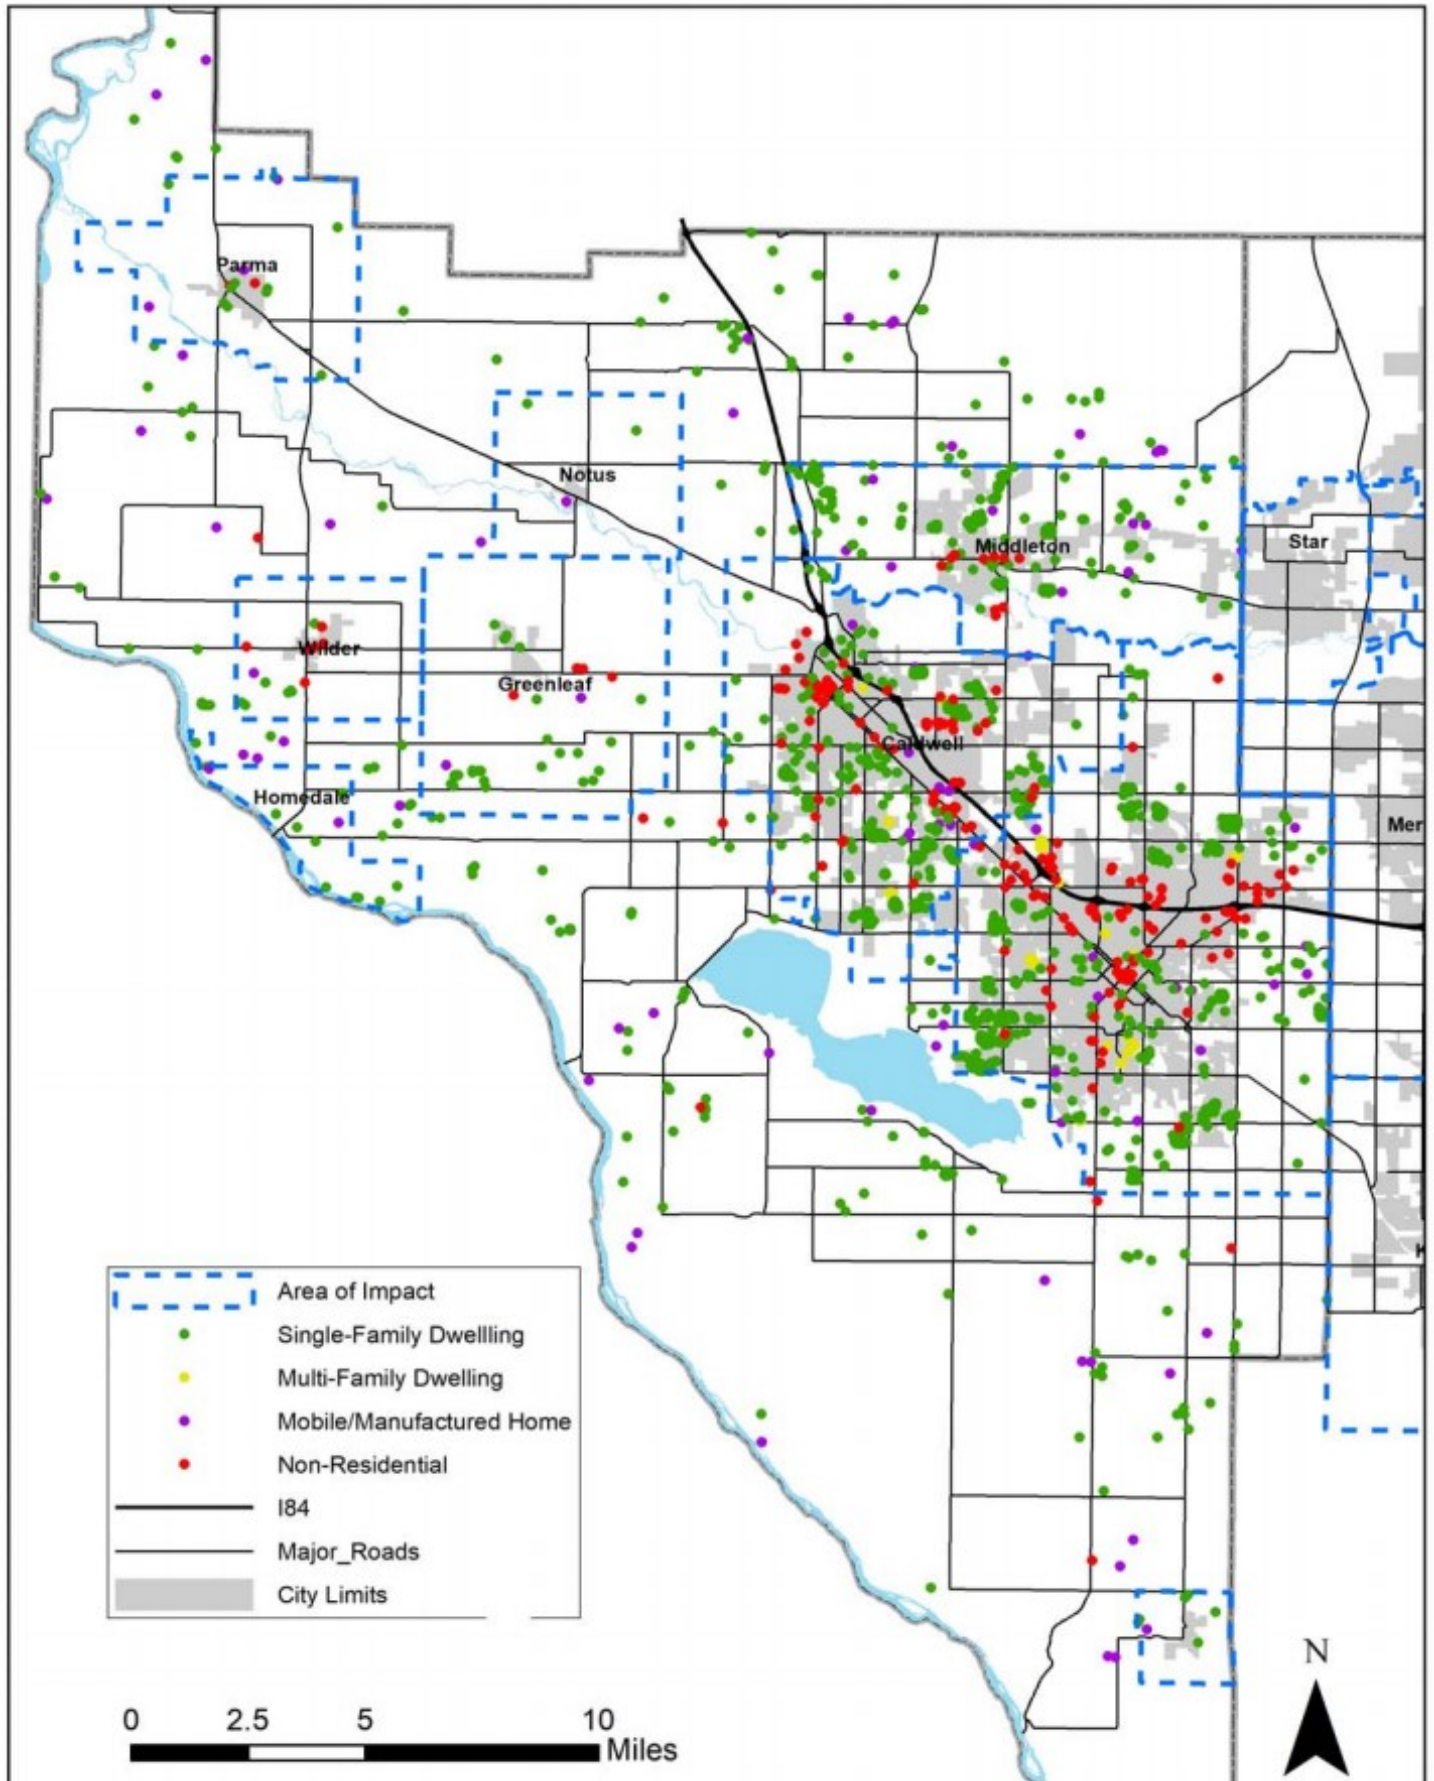 Parma
Notus
Middleton
Star
Wilder
Greenleaf
Caldwell
Homedale
Mer
K
Area of Impact
Single-Family Dwellling
Multi-Family Dwelling
Mobile/Manufactured Home
Non-Residential
I84
Major_Roads
City Limits
N
0 2.5 5 10
Miles